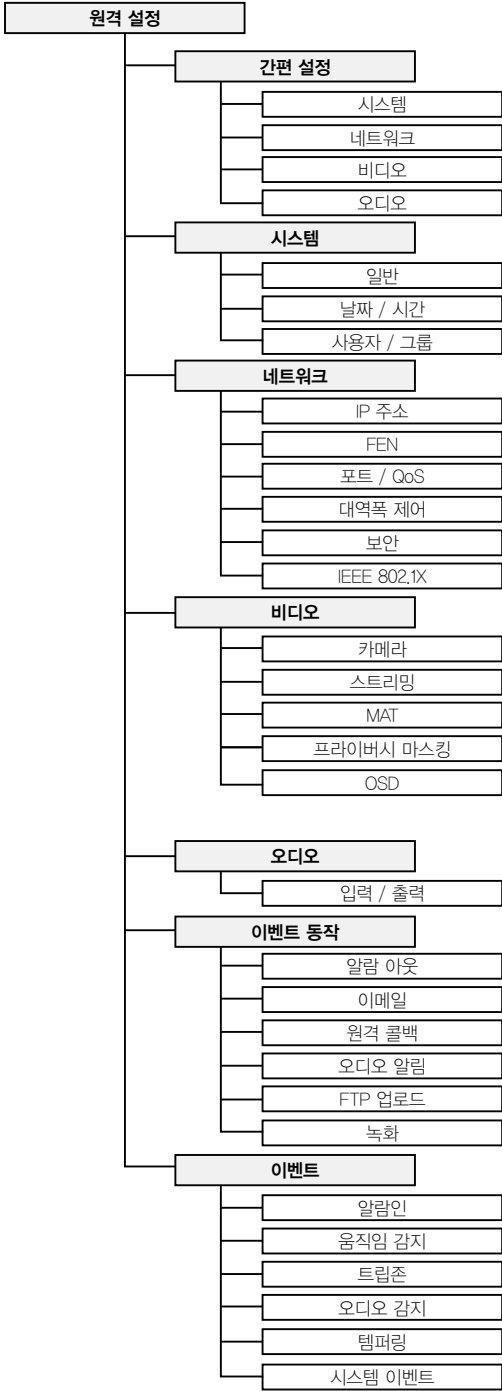 원격 설정
간편 설정
시스템
네트워크
비디오
오디오
시스템
일반
날짜 / 시간
사용자 / 그룹
네트워크
IP 주소
FEN
포트 / QoS
대역폭 제어
보안
IEEE 802.1X
비디오
카메라
스트리밍
MAT
프라이버시 마스킹
OSD
오디오
입력 / 출력
이벤트 동작
알람 아웃
이메일
원격 콜백
오디오 알림
FTP 업로드
녹화
이벤트
알람인
움직임 감지
트립존
오디오 감지
템퍼링
시스템 이벤트